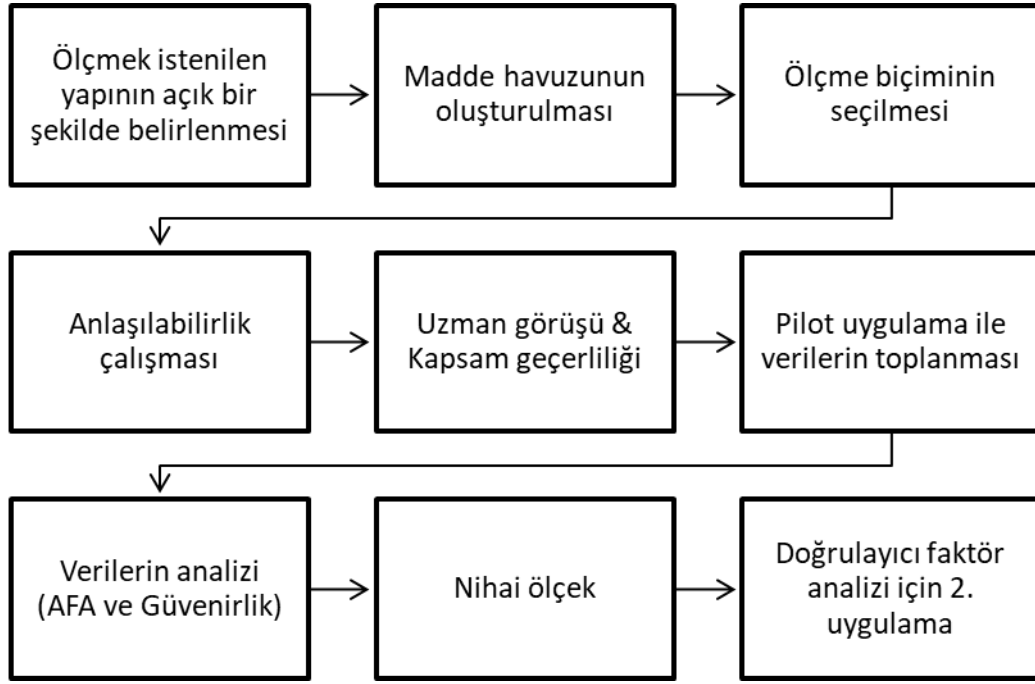 Ölçmek istenilen
yapının açık bir
şekilde belirlenmesi
Madde havuzunun
oluşturulması
Ölçme biçiminin
seçilmesi
Anlaşılabilirlik
çalışması
Uzman görüşü &
Kapsam geçerliliği
Pilot uygulama ile
verilerin toplanması
Verilerin analizi
(AFA ve Güvenirlik)
Nihai ölçek
Doğrulayıcı faktör
analizi için 2.
uygulama